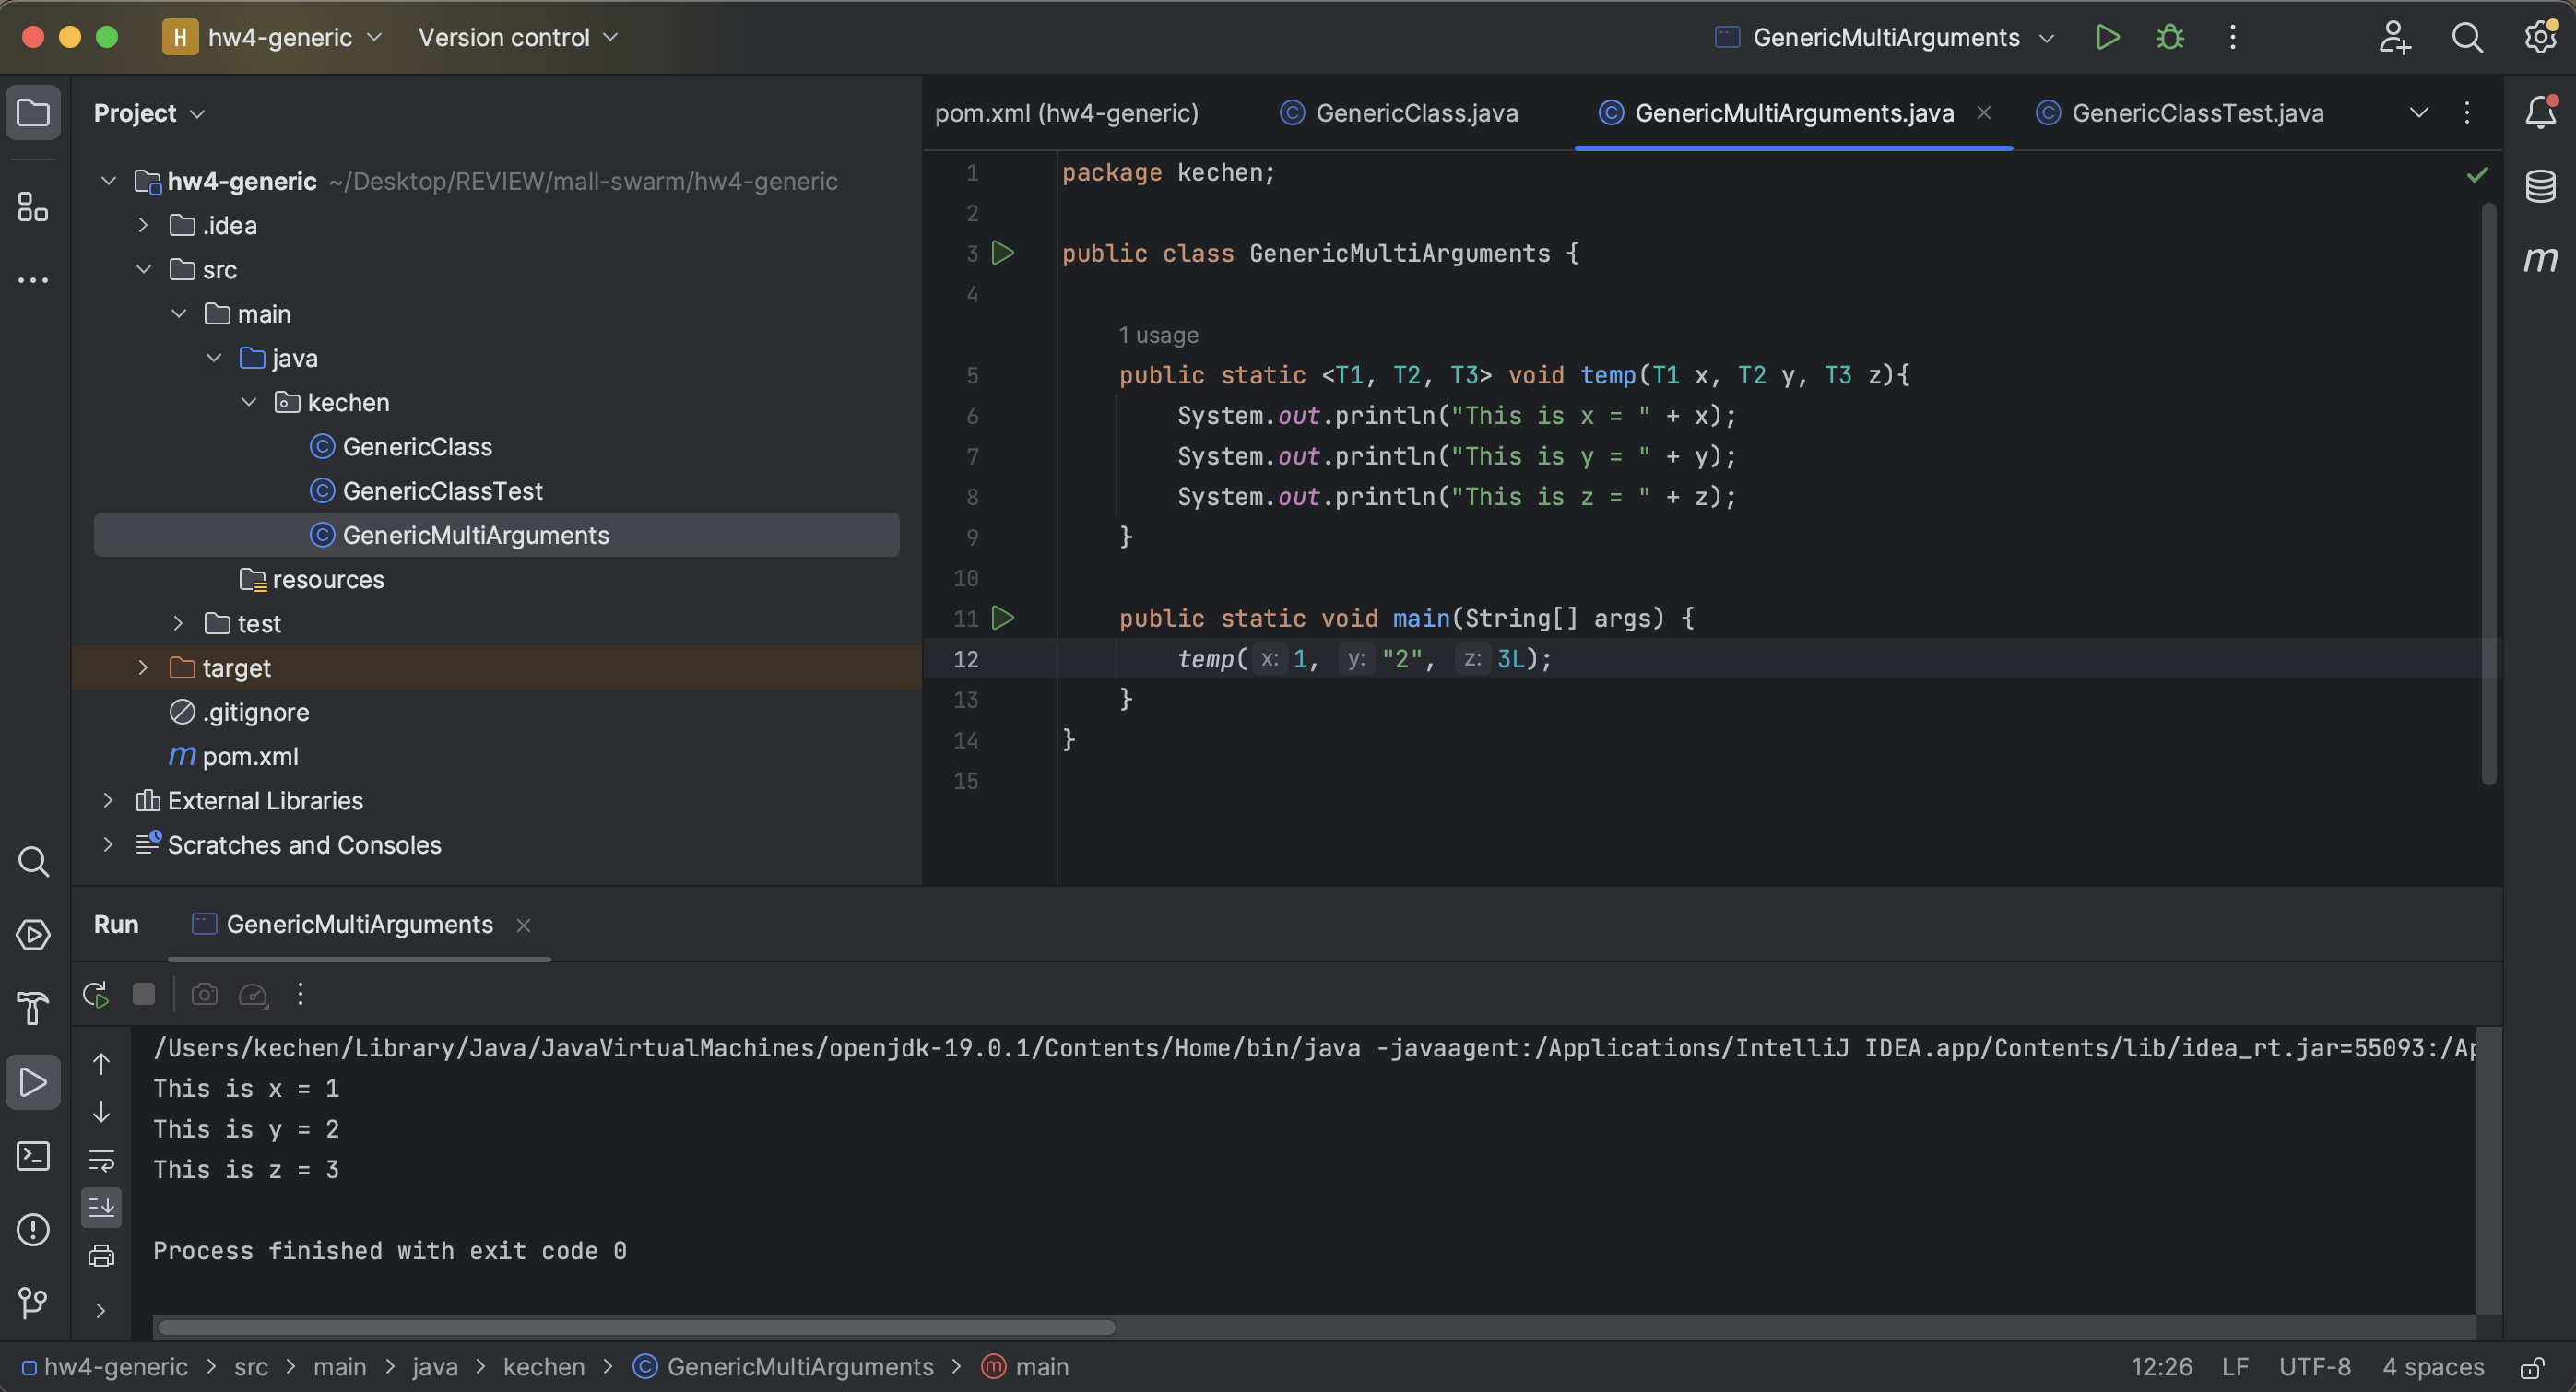 H hw4-generic Version control GenericMultiArguments
Project
pom.xml (hw4-generic) GenericClass.java GenericMultiArguments.java GenericClassTest.java
hw4-generic ~/Desktop/REVIEW/mall-swarm/hw4-generic
.idea
src
main
java
kechen
GenericClass
GenericClassTest
GenericMultiArguments
resources
test
target
.gitignore
m pom.xml
External Libraries
Scratches and Consoles
1 package kechen;
2
3 public class GenericMultiArguments {
4
1 usage
5 public static <T1, T2, T3> void temp(T1 x, T2 y, T3 z){
6 System.out.println("This is x = " + x);
7 System.out.println("This is y = " + y);
8 System.out.println("This is z = " + z);
9 }
10
11 public static void main(String[] args) {
12 temp( x: 1, y: "2", z: 3L);
13 }
14 }
15
m
Run GenericMultiArguments
/Users/kechen/Library/Java/JavaVirtualMachines/openjdk-19.0.1/Contents/Home/bin/java -javaagent:/Applications/IntelliJ IDEA.app/Contents/lib/idea_rt.jar=55093:/Ap
This is x = 1
This is y = 2
This is z = 3
Process finished with exit code 0
hw4-generic > src > main > java > kechen > GenericMultiArguments > m main 12:26 LF UTF-8 4 spaces